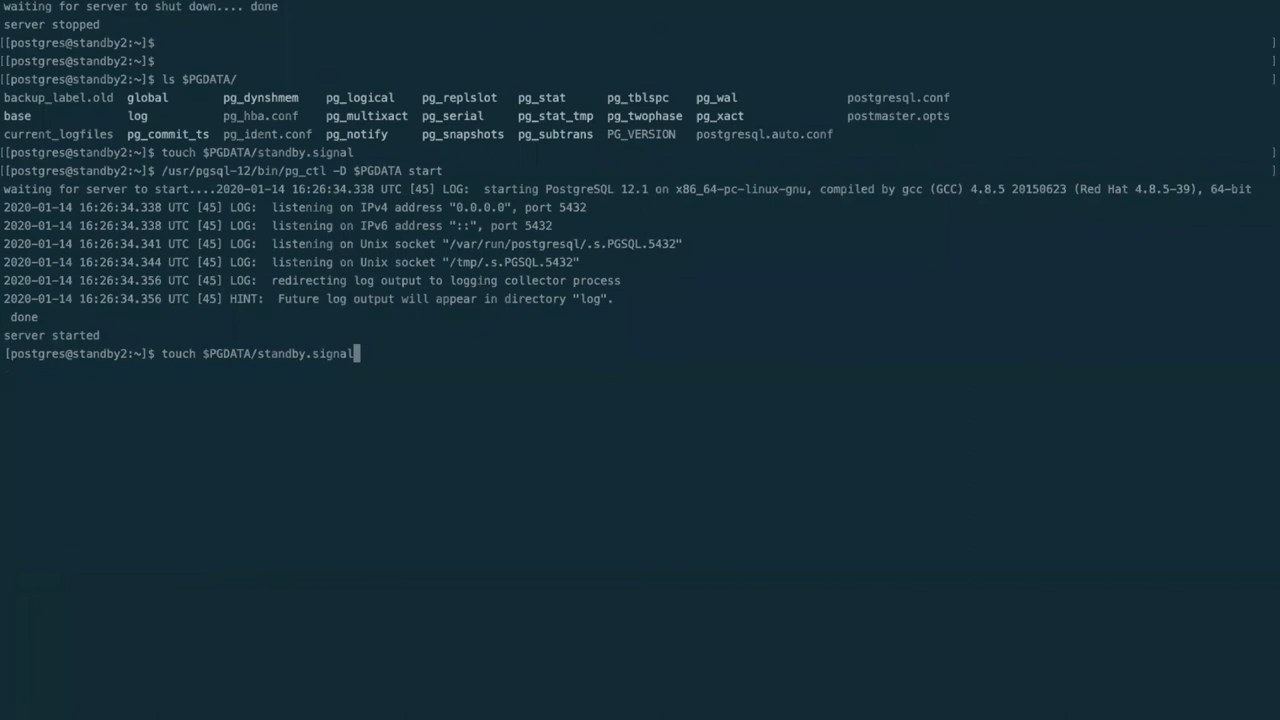 waiting for server to shut down.... done
server stopped
[[postgres@standby2:~]$ ]
[[postgres@standby2:~]$ ]
[[postgres@standby2:~]$ ls $PGDATA/ ]
backup_label.old global pg_dynshmem pg_logical pg_replslot pg_stat pg_tblspc pg_wal postgresql.conf
base log pg_hba.conf pg_multixact pg_serial pg_stat_tmp pg_twophase pg_xact postmaster.opts
current_logfiles pg_commit_ts pg_ident.conf pg_notify pg_snapshots pg_subtrans PG_VERSION postgresql.auto.conf
[[postgres@standby2:~]$ touch $PGDATA/standby.signal ]
[[postgres@standby2:~]$ /usr/pgsql-12/bin/pg_ctl -D $PGDATA start ]
waiting for server to start....2020-01-14 16:26:34.338 UTC [45] LOG:  starting PostgreSQL 12.1 on x86_64-pc-linux-gnu, compiled by gcc (GCC) 4.8.5 20150623 (Red Hat 4.8.5-39), 64-bit
2020-01-14 16:26:34.338 UTC [45] LOG:  listening on IPv4 address "0.0.0.0", port 5432
2020-01-14 16:26:34.338 UTC [45] LOG:  listening on IPv6 address "::", port 5432
2020-01-14 16:26:34.341 UTC [45] LOG:  listening on Unix socket "/var/run/postgresql/.s.PGSQL.5432"
2020-01-14 16:26:34.344 UTC [45] LOG:  listening on Unix socket "/tmp/.s.PGSQL.5432"
2020-01-14 16:26:34.356 UTC [45] LOG:  redirecting log output to logging collector process
2020-01-14 16:26:34.356 UTC [45] HINT:  Future log output will appear in directory "log".
done
server started
[postgres@standby2:~]$ touch $PGDATA/standby.signal